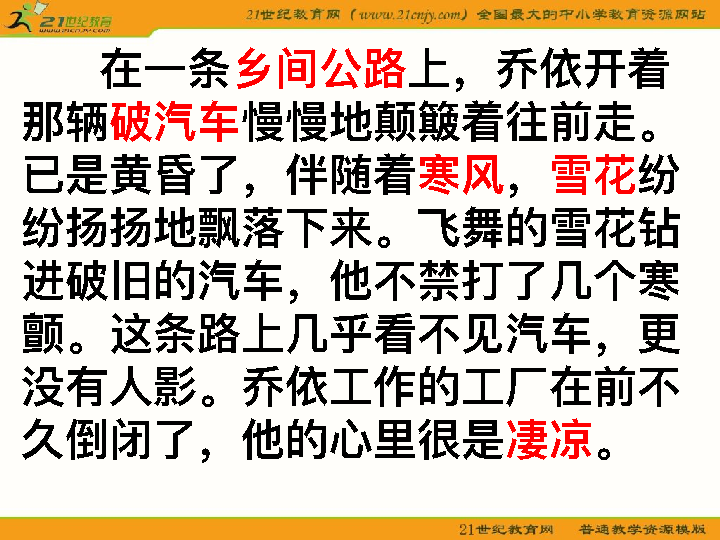 21世纪教育
21世纪教育网（www.21cnjy.com）全国最大的中小学教育资源网站
在一条乡间公路上，乔依开着
那辆破汽车慢慢地颠簸着往前走。
已是黄昏了，伴随着寒风，雪花纷
纷扬扬地飘落下来。飞舞的雪花钻
进破旧的汽车，他不禁打了几个寒
颤。这条路上几乎看不见汽车，更
没有人影。乔依工作的工厂在前不
久倒闭了，他的心里很是凄凉。
21世纪教育网 普通教学资源模版